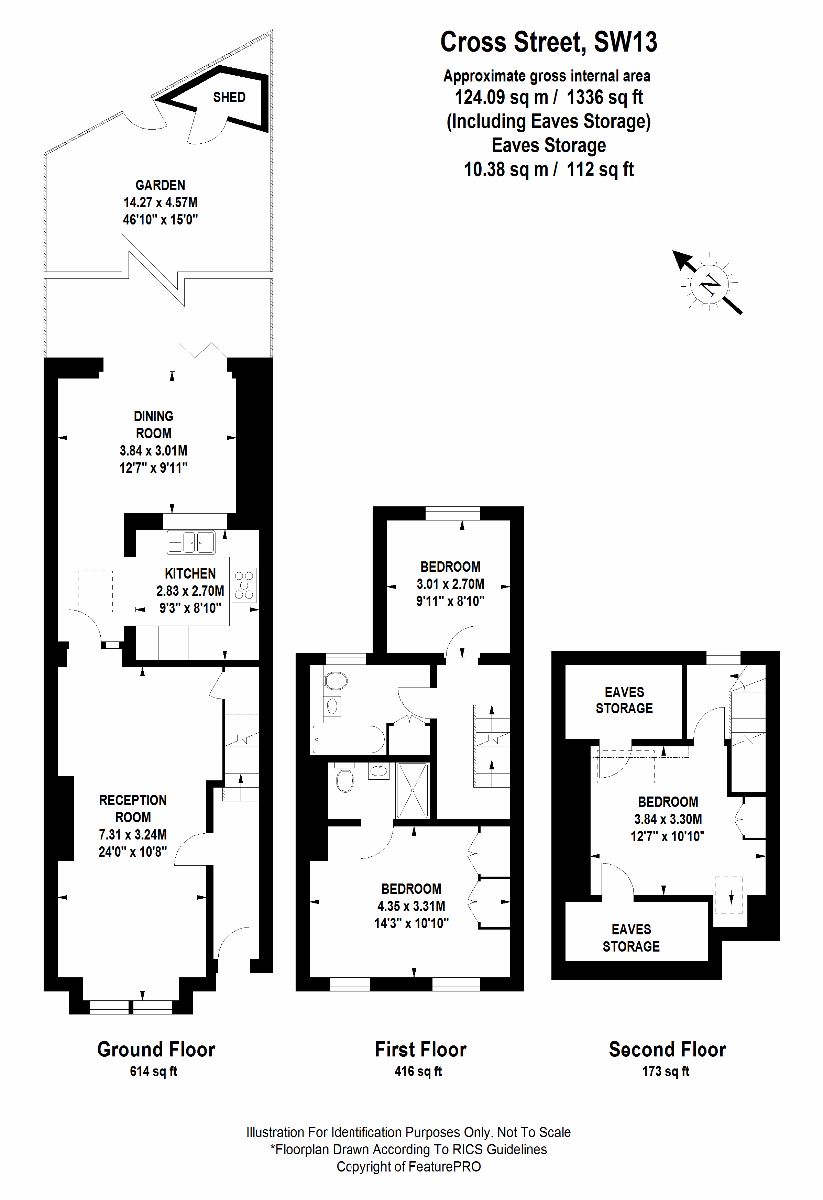 Cross Street, SW13
Approximate gross internal area
124.09 sq m / 1336 sq ft
(Including Eaves Storage)
Eaves Storage
10.38 sq m / 112 sq ft
SHED
GARDEN
14.27 x 4.57M
46'10" x 15'0"
N
DINING
ROOM
3.84 x 3.01M
12'7" x 9'11"
KITCHEN
2.83 x 2.70M
9'3" x 8'10"
RECEPTION
ROOM
7.31 x 3.24M
24'0" x 10'8"
BEDROOM
3.01 x 2.70M
9'11" x 8'10"
BEDROOM
4.35 x 3.31M
14'3" x 10'10"
EAVES
STORAGE
BEDROOM
3.84 x 3.30M
12'7" x 10'10"
EAVES
STORAGE
Ground Floor
614 sq ft
First Floor
416 sq ft
Second Floor
173 sq ft
Illustration For Identification Purposes Only. Not To Scale
*Floorplan Drawn According To RICS Guidelines
Copyright of FeaturePRO